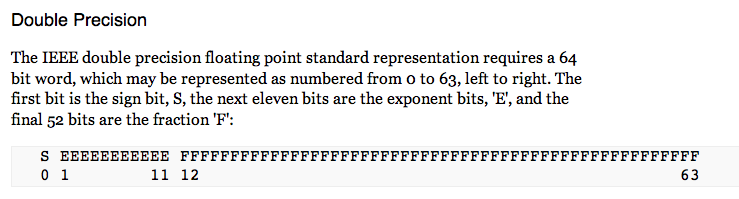 Double Precision
The IEEE double precision floating point standard representation requires a 64
bit word, which may be represented as numbered from 0 to 63, left to right. The
first bit is the sign bit, S, the next eleven bits are the exponent bits, 'E', and the
final 52 bits are the fraction 'F':
S EEEEEEEEEEE FFFFFFFFFFFFFFFFFFFFFFFFFFFFFFFFFFFFFFFFFFFFFFFFFFFF
0 1        11 12                                                63